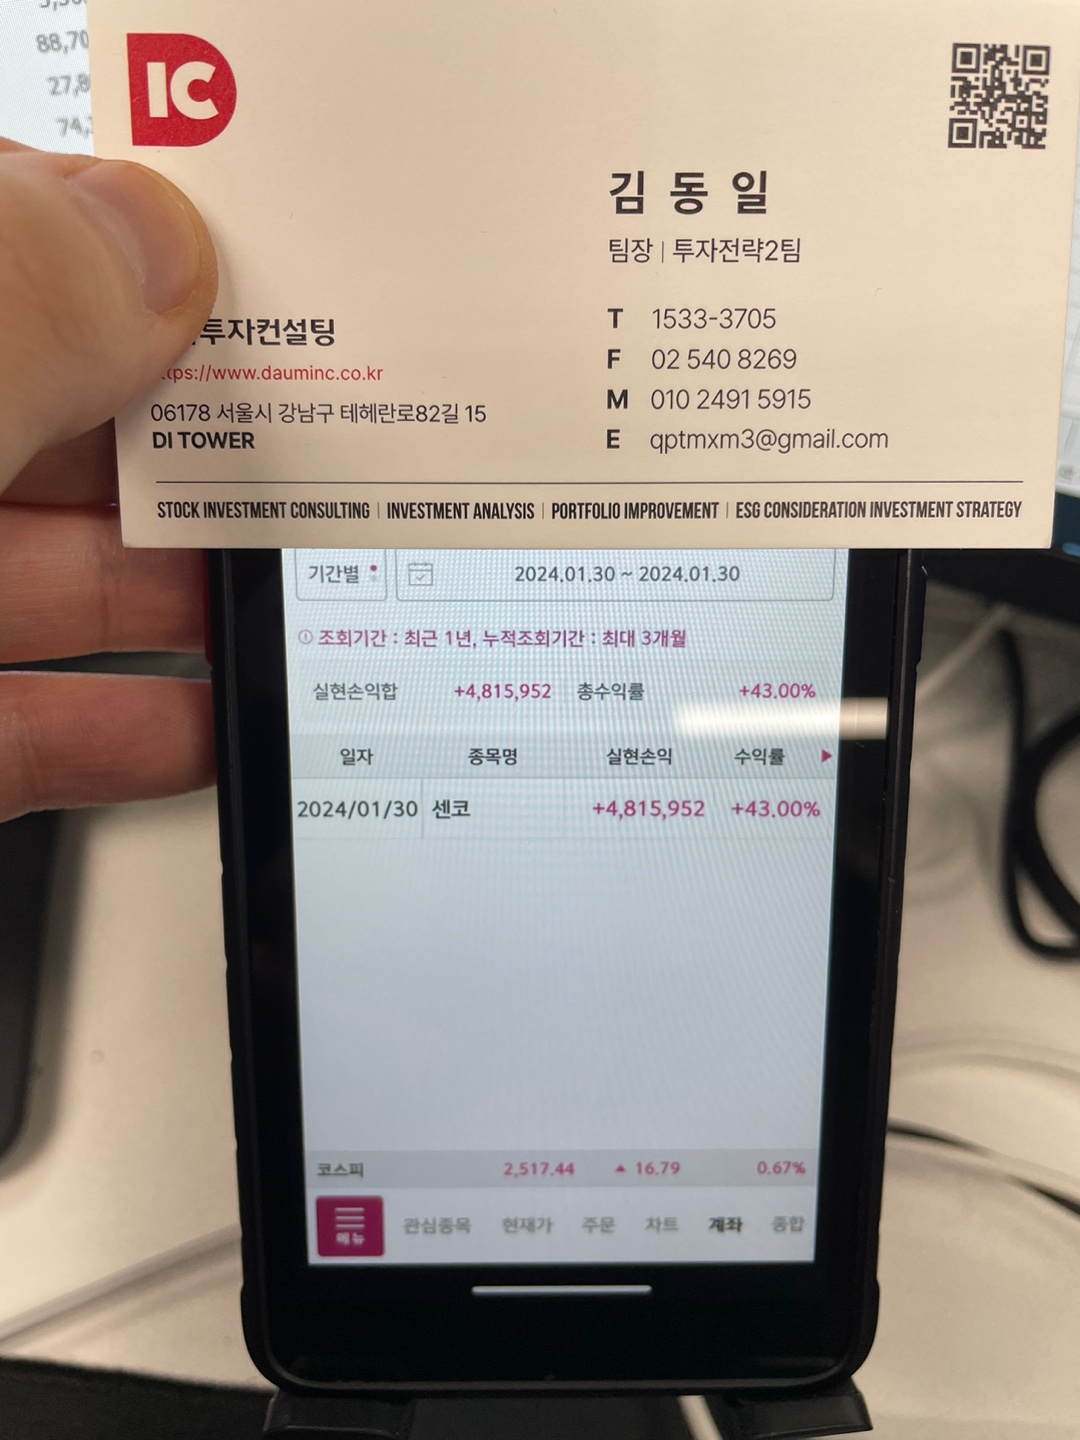 88,70
IC
김동일
팀장 | 투자전략2팀
투자컨설팅
ps://www.dauminc.co.kr
06178 서울시 강남구 테헤란로82길 15
DI TOWER
T 1533-3705
F 02 540 8269
M 010 2491 5915
E qptmxm3@gmail.com
STOCK INVESTMENT CONSULTING | INVESTMENT ANALYSIS | PORTFOLIO IMPROVEMENT | ESG CONSIDERATION INVESTMENT STRATEGY
기간별 2024.01.30 ~ 2024.01.30
조회기간 : 최근 1년, 누적조회기간 : 최대 3개월
실현손익합 +4,815,952 총수익률 +43.00%
일자 종목명 실현손익 수익률
2024/01/30 센코 +4,815,952 +43.00%
코스피 2,517.44 ▲ 16.79 0.67%
메뉴 관심종목 현재가 주문 차트 계좌 종합